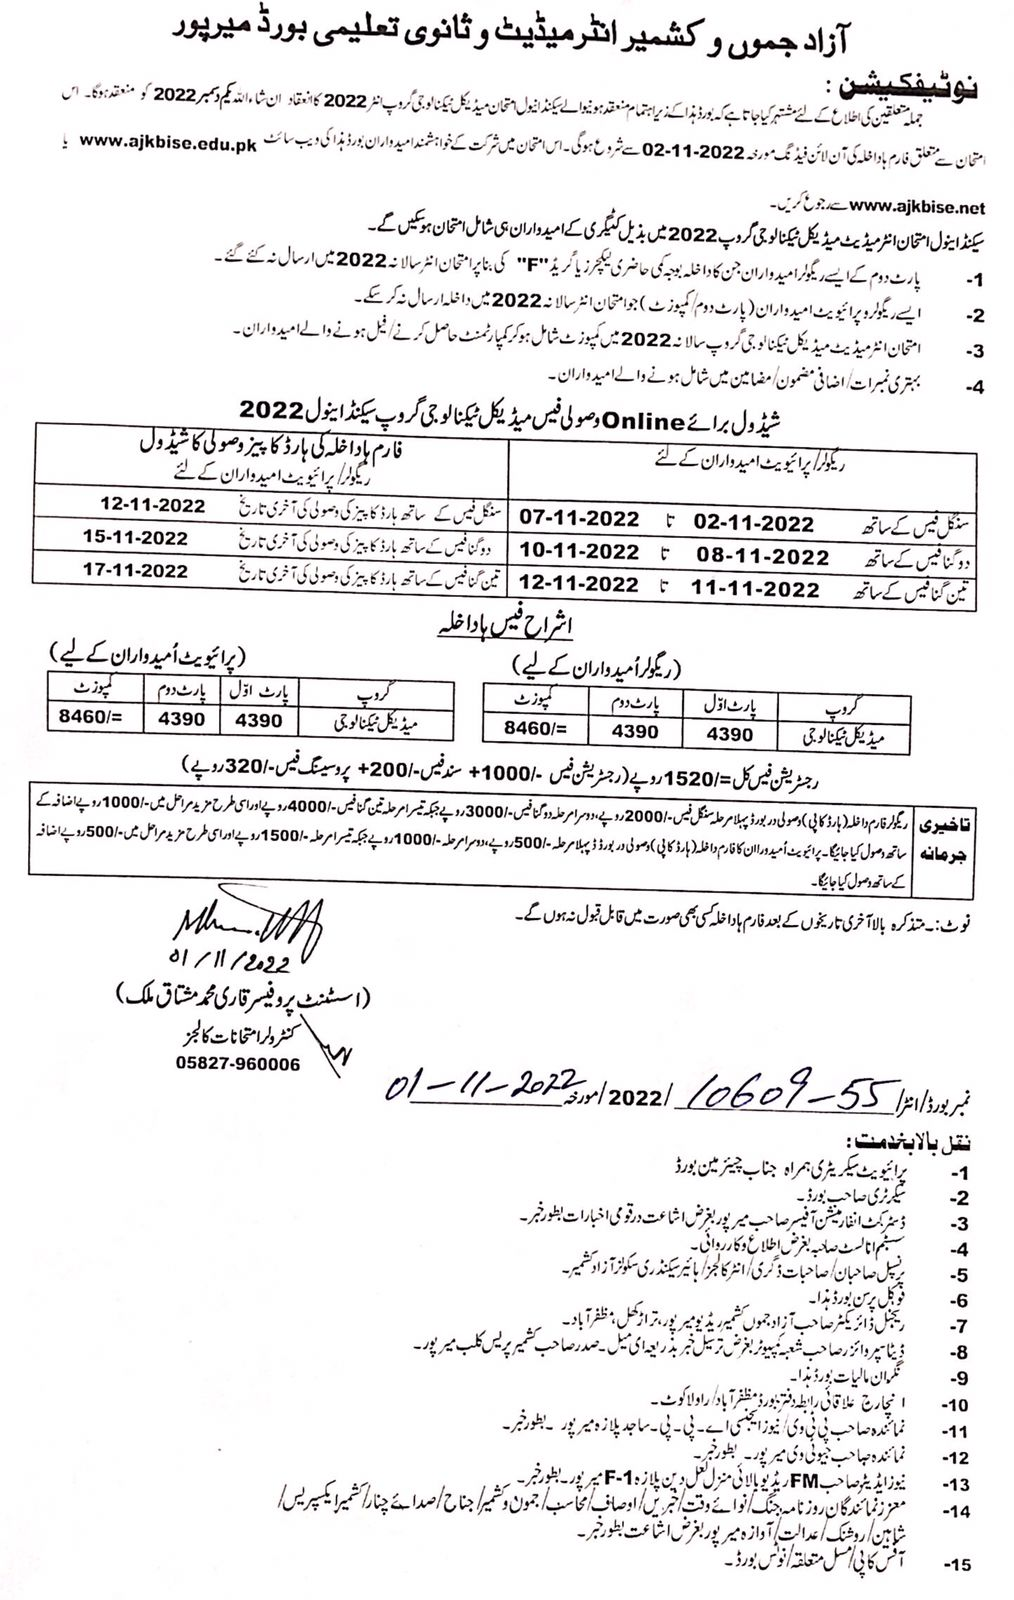 آزاد جموں و کشمیر انٹرمیڈیٹ و ثانوی تعلیمی بورڈ میرپور
نوٹیفکیشن :
جملہ متعلقین کی اطلاع کے لئے مشتہر کیا جاتا ہے کہ بورڈ ہذا کے زیر اہتمام منعقد ہونیوالے سیکنڈ اینول امتحان میڈیکل ٹیکنالوجی گروپ انٹر 2022 کا انعقاد ان شاء اللہ یکم دسمبر 2022 کو منعقد ہوگا۔ اس
امتحان سے متعلق فارم ہا داخلہ کی آن لائن فیڈنگ مورخہ 02-11-2022 سے شروع ہوگی۔ اس امتحان میں شرکت کے خواہشمند امیدواران بورڈ ہذا کی ویب سائٹ www.ajkbise.edu.pk یا
www.ajkbise.net سے رجوع کریں۔
سیکنڈ اینول امتحان انٹرمیڈیٹ میڈیکل ٹیکنالوجی گروپ 2022 میں بذیل کٹیگری کے امیدواران ہی شامل امتحان ہوسکیں گے۔
1- پارٹ دوم کے ایسے ریگولر امیدواران جن کا داخلہ بوجہ کمی حاضری لیکچرز یا گریڈ "F" کی بنا پر امتحان انٹر سالانہ 2022 میں ارسال نہ کئے گئے۔
2- ایسے ریگولر و پرائیویٹ امیدواران (پارٹ دوم/کمپوزٹ) جو امتحان انٹر سالانہ 2022 میں داخلہ ارسال نہ کر سکے۔
3- امتحان انٹرمیڈیٹ میڈیکل ٹیکنالوجی گروپ سالانہ 2022 میں کمپوزٹ شامل ہو کر کمپارٹمنٹ حاصل کرنے/فیل ہونے والے امیدواران۔
4- بہتری نمبرات/اضافی مضمون/مضامین میں شامل ہونے والے امیدواران۔
شیڈول برائے Online وصولی فیس میڈیکل ٹیکنالوجی گروپ سیکنڈ اینول 2022
ریگولر/پرائیویٹ امیدواران کے لئے
فارم ہا داخلہ کی ہارڈ کاپیز وصولی کا شیڈول
ریگولر/پرائیویٹ امیدواران کے لئے
سنگل فیس کے ساتھ 02-11-2022 تا 07-11-2022 سنگل فیس کے ساتھ ہارڈ کاپیز کی وصولی کی آخری تاریخ 12-11-2022
دوگنا فیس کے ساتھ 08-11-2022 تا 10-11-2022 دوگنا فیس کے ساتھ ہارڈ کاپیز کی وصولی کی آخری تاریخ 15-11-2022
تین گنا فیس کے ساتھ 11-11-2022 تا 12-11-2022 تین گنا فیس کے ساتھ ہارڈ کاپیز کی وصولی کی آخری تاریخ 17-11-2022
اشراح فیس ہا داخلہ
(ریگولر اُمیدواران کے لیے) (پرائیویٹ اُمیدواران کے لیے)
گروپ پارٹ اوّل پارٹ دوم کمپوزٹ گروپ پارٹ اوّل پارٹ دوم کمپوزٹ
میڈیکل ٹیکنالوجی 4390 4390 8460/= میڈیکل ٹیکنالوجی 4390 4390 8460/=
رجسٹریشن فیس کل =/1520 روپے (رجسٹریشن فیس -/1000 + سند فیس -/200 + پروسیسنگ فیس -/320 روپے)
تاخیری جرمانہ
ریگولر فارم داخلہ (ہارڈ کاپی) وصولی در بورڈ پہلا مرحلہ سنگل فیس -/2000 روپے، دوسرا مرحلہ دوگنا فیس -/3000 روپے جبکہ تیسرا مرحلہ تین گنا فیس -/4000 روپے اور اسی طرح مزید مراحل میں -/1000 روپے اضافہ کے
ساتھ وصول کیا جائیگا۔ پرائیویٹ اُمیدواران کا فارم داخلہ (ہارڈ کاپی) وصولی در بورڈ پہلا مرحلہ -/500 روپے، دوسرا مرحلہ -/1000 روپے جبکہ تیسرا مرحلہ -/1500 روپے اور اسی طرح مزید مراحل میں -/500 روپے اضافہ
کے ساتھ وصول کیا جائیگا۔
نوٹ:۔ متذکرہ بالا آخری تاریخوں کے بعد فارم ہا داخلہ کسی بھی صورت میں قابل قبول نہ ہوں گے۔
01/11/2022
(اسسٹنٹ پروفیسر قاری محمد مشتاق ملک)
کنٹرولر امتحانات کالجز
05827-960006
نمبر بورڈ/انٹر/ 10609-55 /2022/ مورخہ 01-11-2022
نقل بالا بخدمت :
1- پرائیویٹ سیکریٹری ہمراہ جناب چیئرمین بورڈ
2- سیکرٹری صاحب بورڈ۔
3- ڈسٹرکٹ انفارمیشن آفیسر صاحب میرپور بغرض اشاعت در قومی اخبارات بطور خبر۔
4- سسٹم انالسٹ صاحبہ بغرض اطلاع و کارروائی۔
5- پرنسپل صاحبان/صاحبات ڈگری/انٹر کالجز/ہائیر سیکنڈری سکولز آزاد کشمیر۔
6- فوکل پرسن بورڈ ہذا۔
7- ریجنل ڈائریکٹر صاحب آزاد جموں کشمیر ریڈیو میرپور، تراڑکھل، مظفرآباد۔
8- ڈیٹا سپروائزر صاحب شعبہ کمپیوٹر بغرض ترسیل خبر بذریعہ ای میل۔ صدر صاحب کشمیر پریس کلب میرپور۔
9- نگران مالیات بورڈ ہذا۔
10- انچارج علاقائی رابطہ دفتر بورڈ مظفرآباد/راولاکوٹ۔
11- نمائندہ صاحب پی ٹی وی/نیوز ایجنسی اے۔ پی۔ پی۔ ساجد پلازہ میرپور ۔ بطور خبر۔
12- نمائندہ صاحب جیو ٹی وی میرپور۔ بطور خبر۔
13- نیوز ایڈیٹر صاحب FM ریڈیو بالائی منزل لعل دین پلازہ F-1 میرپور۔ بطور خبر۔
14- معزز نمائندگان روزنامہ جنگ/نوائے وقت/خبریں/اوصاف/محاسب/جموں و کشمیر/جناح/صدائے چنار/کشمیر ایکسپریس/
شاہین/روشنک/عدالت/آوازہ میرپور بغرض اشاعت بطور خبر۔
15- آفس کاپی/مسل متعلقہ/نوٹس بورڈ۔